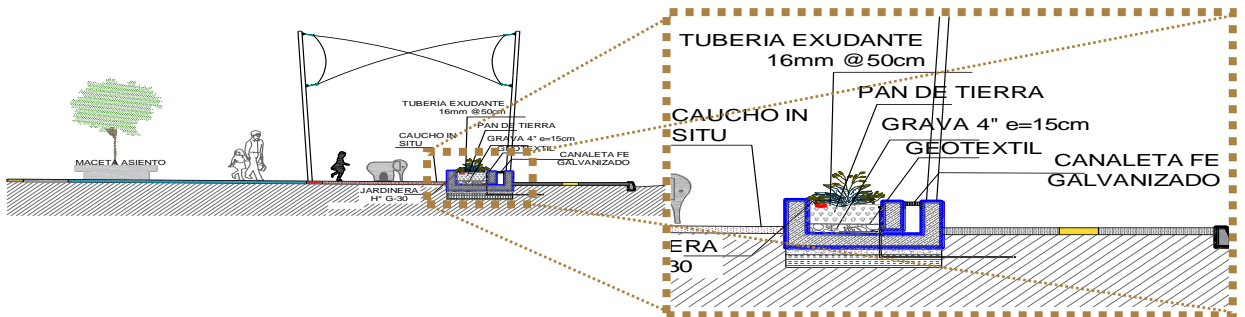 MACETA ASIENTO
TUBERIA EXUDANTE
16mm @50cm
PAN DE TIERRA
CAUCHO IN
SITU
GRAVA 4" e=15cm
GEOTEXTIL
CANALETA FE
GALVANIZADO
JARDINERA
H° G-30
TUBERIA EXUDANTE
16mm @50cm
PAN DE TIERRA
CAUCHO IN
SITU
GRAVA 4" e=15cm
GEOTEXTIL
CANALETA FE
GALVANIZADO
ERA
30